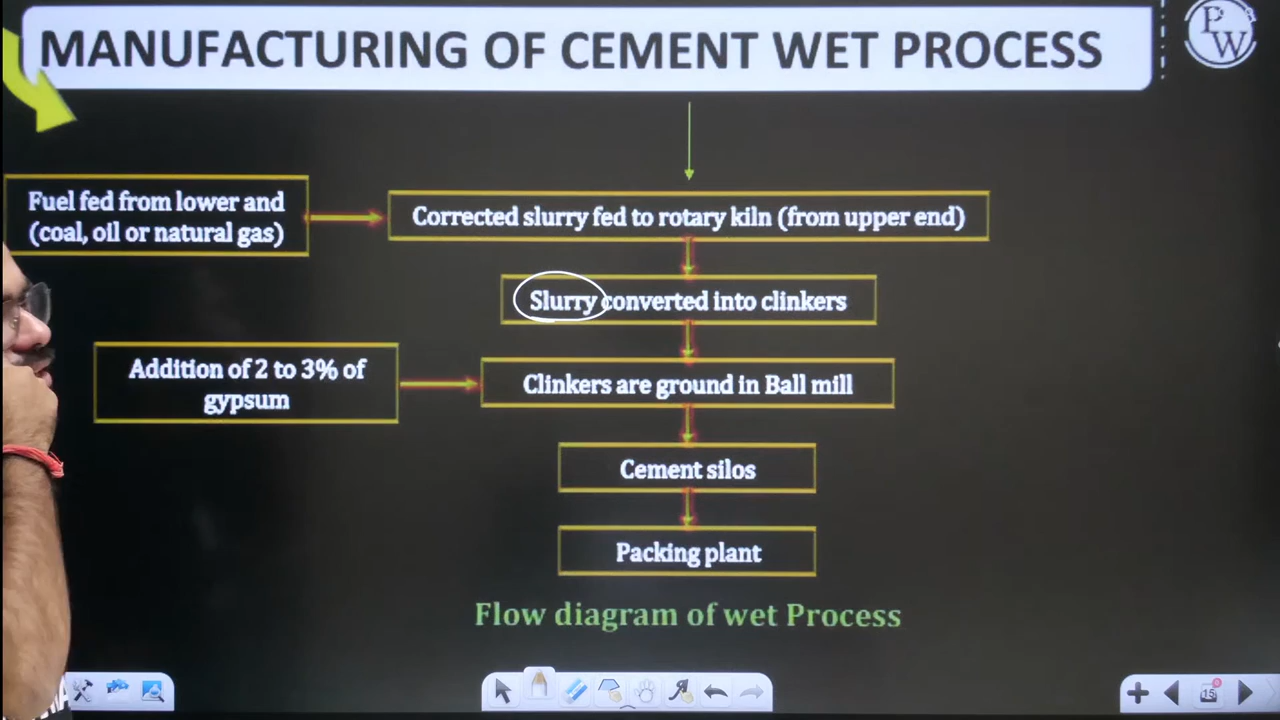 MANUFACTURING OF CEMENT WET PROCESS
PW
Fuel fed from lower and
(coal, oil or natural gas)
Corrected slurry fed to rotary kiln (from upper end)
Slurry converted into clinkers
Addition of 2 to 3% of
gypsum
Clinkers are ground in Ball mill
Cement silos
Packing plant
Flow diagram of wet Process
15